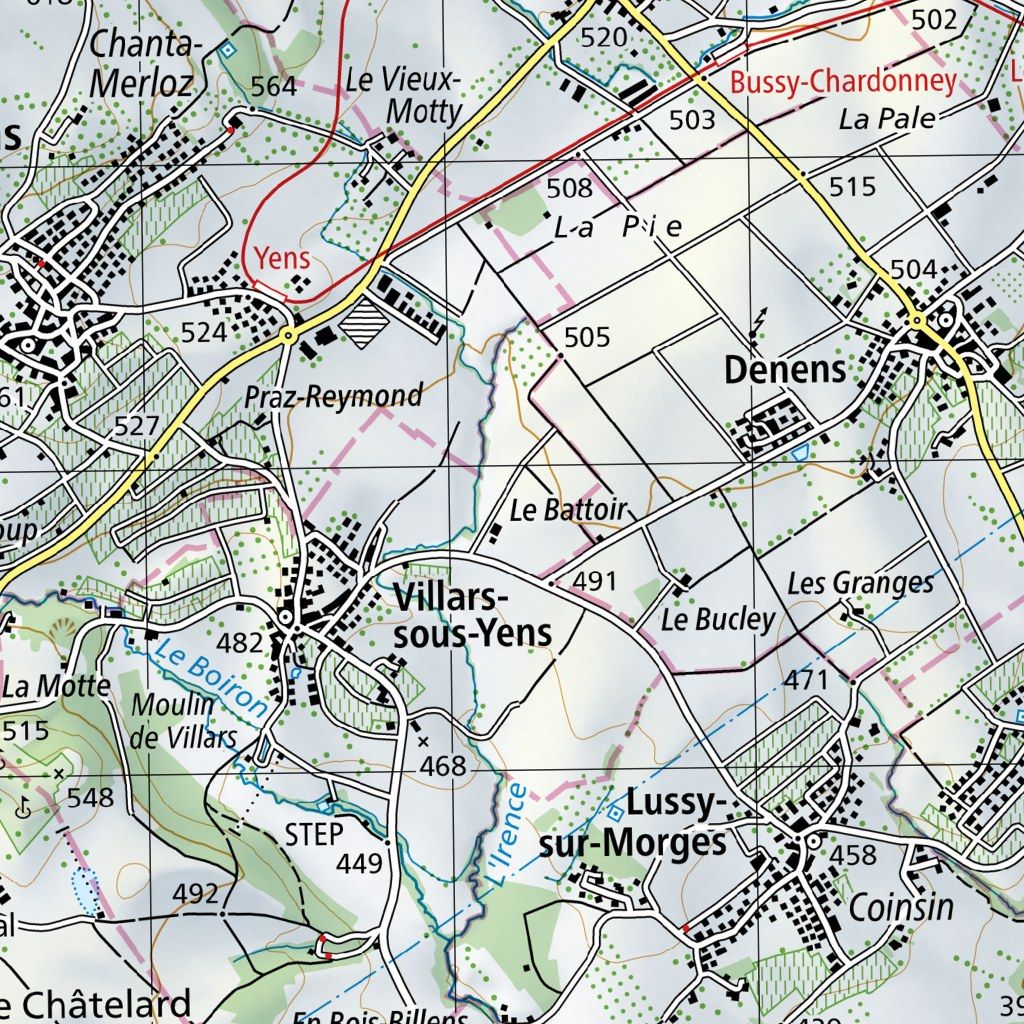 Chanta-
Merloz
564
Le Vieux-
Motty
520
502
Bussy-Chardonney
503
La Pale
508
515
La Pie
Yens
504
524
505
Denens
Praz-Reymond
527
Le Battoir
491
Les Granges
Villars-
sous-Yens
Le Bucley
482
Le Boiron
471
La Motte
Moulin
de Villars
515
468
548
L'Irence
Lussy-
sur-Morges
STEP
449
458
492
Coinsin
e Châtelard
En Bois-Billens